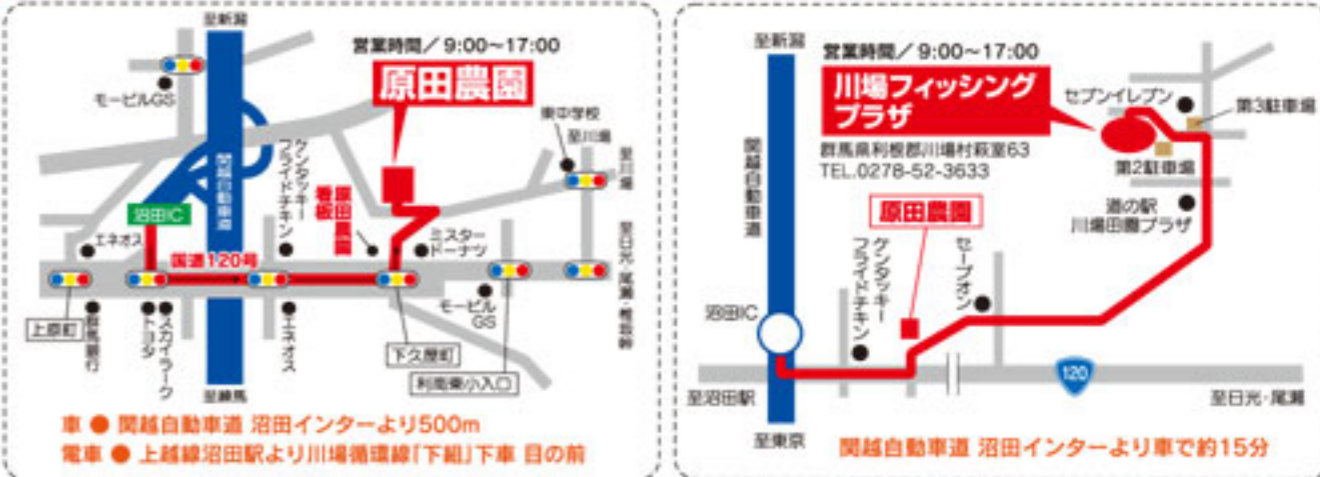 至新潟
営業時間／9:00～17:00
原田農園
モービルGS
東中学校
至川場
至川場
関越自動車道
ケンタッキー
フライドチキン
原田農園
看板
沼田IC
エネオス
国道120号
ミスター
ドーナツ
至日光・尾瀬・椎坂峠
上原町
群馬銀行
トヨタ
スカイラーク
エネオス
モービル
GS
下久屋町
利南東小入口
至練馬
車 ● 関越自動車道 沼田インターより500m
電車 ● 上越線沼田駅より川場循環線｢下組｣下車 目の前
至新潟
営業時間／9:00～17:00
川場フィッシング
プラザ
群馬県利根郡川場村萩室63
TEL.0278-52-3633
セブンイレブン
第3駐車場
第2駐車場
道の駅
川場田園プラザ
関越自動車道
原田農園
ケンタッキー
フライドチキン
セーブオン
沼田IC
120
至沼田駅
至日光・尾瀬
至東京
関越自動車道 沼田インターより車で約15分